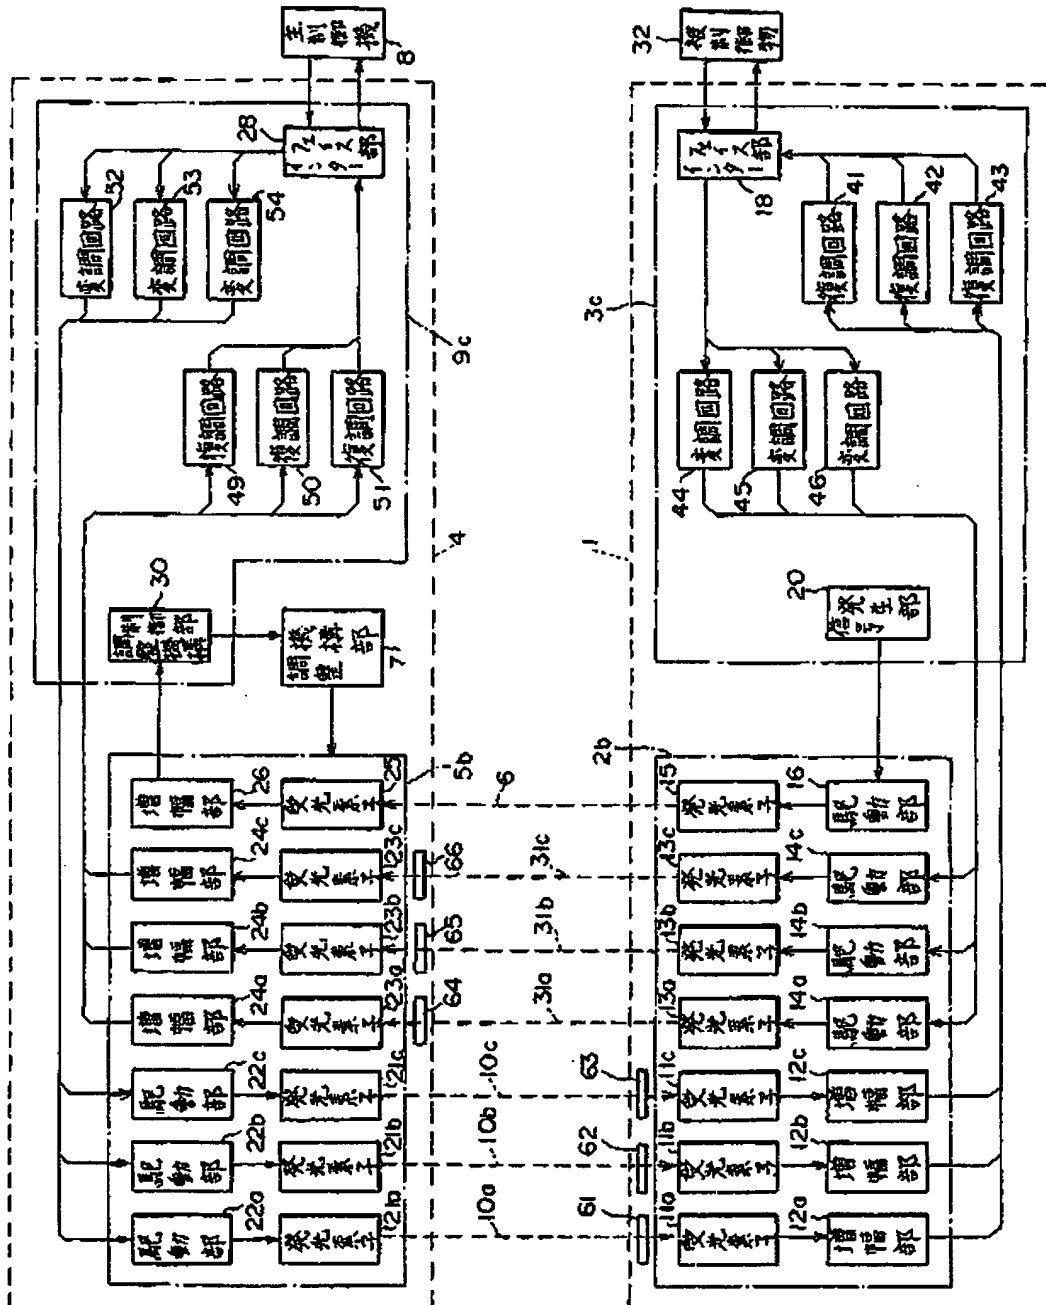 主制御機
8
被制御物
32
インターフェイス部
28
変調回路
52
変調回路
53
変調回路
54
9c
復調回路
49
復調回路
50
復調回路
51
4
調整機構制御部
30
調整機構部
7
増幅部
26
増幅部
24c
増幅部
24b
増幅部
24a
駆動部
22c
駆動部
22b
駆動部
22a
受光素子
25
受光素子
23c
受光素子
23b
受光素子
23a
発光素子
21c
発光素子
21b
発光素子
21a
5b
66
65
64
6
31c
31b
31a
10c
10b
10a
63
62
61
1
インターフェイス部
18
復調回路
41
復調回路
42
復調回路
43
3c
変調回路
44
変調回路
45
変調回路
46
信号発生部
20
2b
発光素子
15
発光素子
13c
発光素子
13b
発光素子
13a
受光素子
11c
受光素子
11b
受光素子
11a
駆動部
16
駆動部
14c
駆動部
14b
駆動部
14a
増幅部
12c
増幅部
12b
増幅部
12a